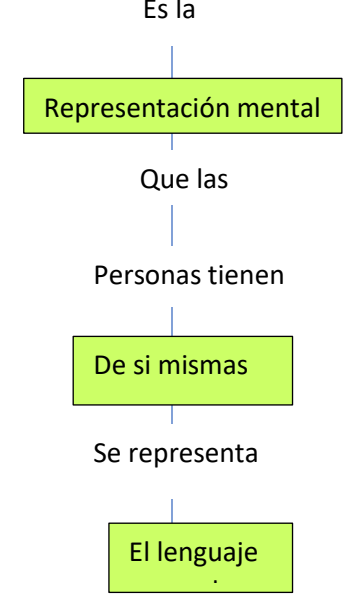 Es la
Representación mental
Que las
Personas tienen
De si mismas
Se representa
El lenguaje
.